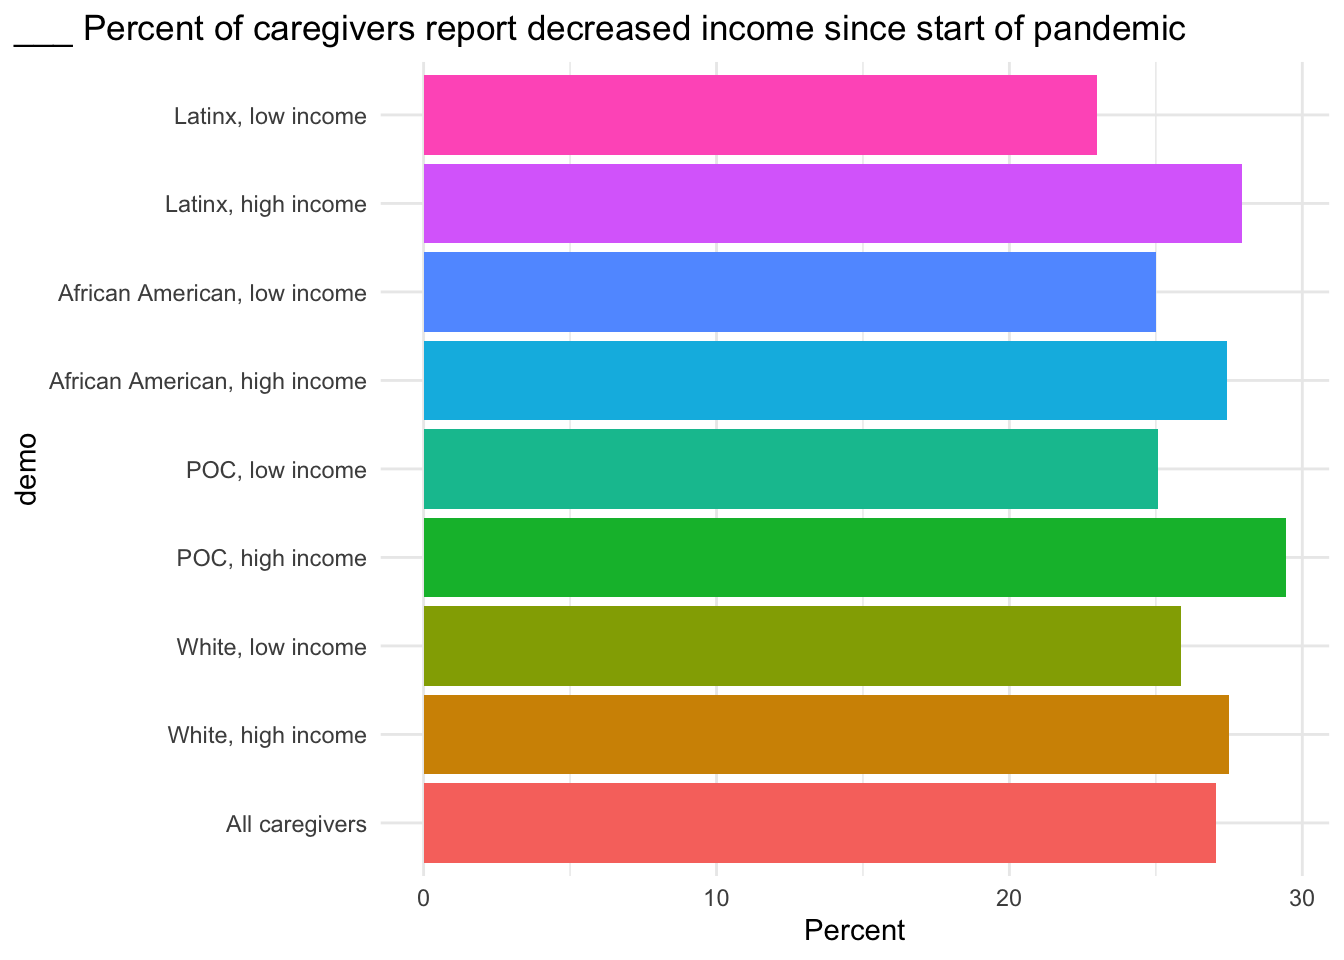 ___ Percent of caregivers report decreased income since start of pandemic
Latinx, low income
Latinx, high income
African American, low income
African American, high income
POC, low income
POC, high income
White, low income
White, high income
All caregivers
demo
0 10 20 30
Percent